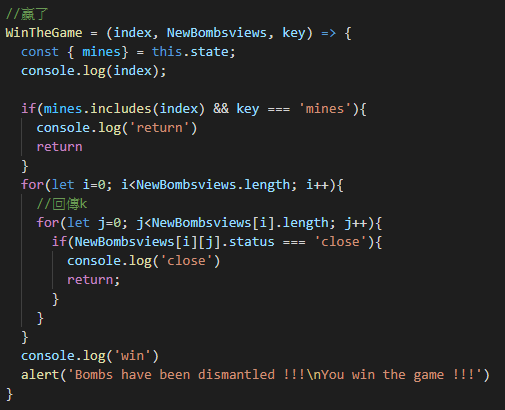 //贏了
WinTheGame = (index, NewBombsviews, key) => {
const { mines} = this.state;
console.log(index);
if(mines.includes(index) && key === 'mines'){
console.log('return')
return
}
for(let i=0; i<NewBombsviews.length; i++){
//回傳k
for(let j=0; j<NewBombsviews[i].length; j++){
if(NewBombsviews[i][j].status === 'close'){
console.log('close')
return;
}
}
}
console.log('win')
alert('Bombs have been dismantled !!!\nYou win the game !!!')
}